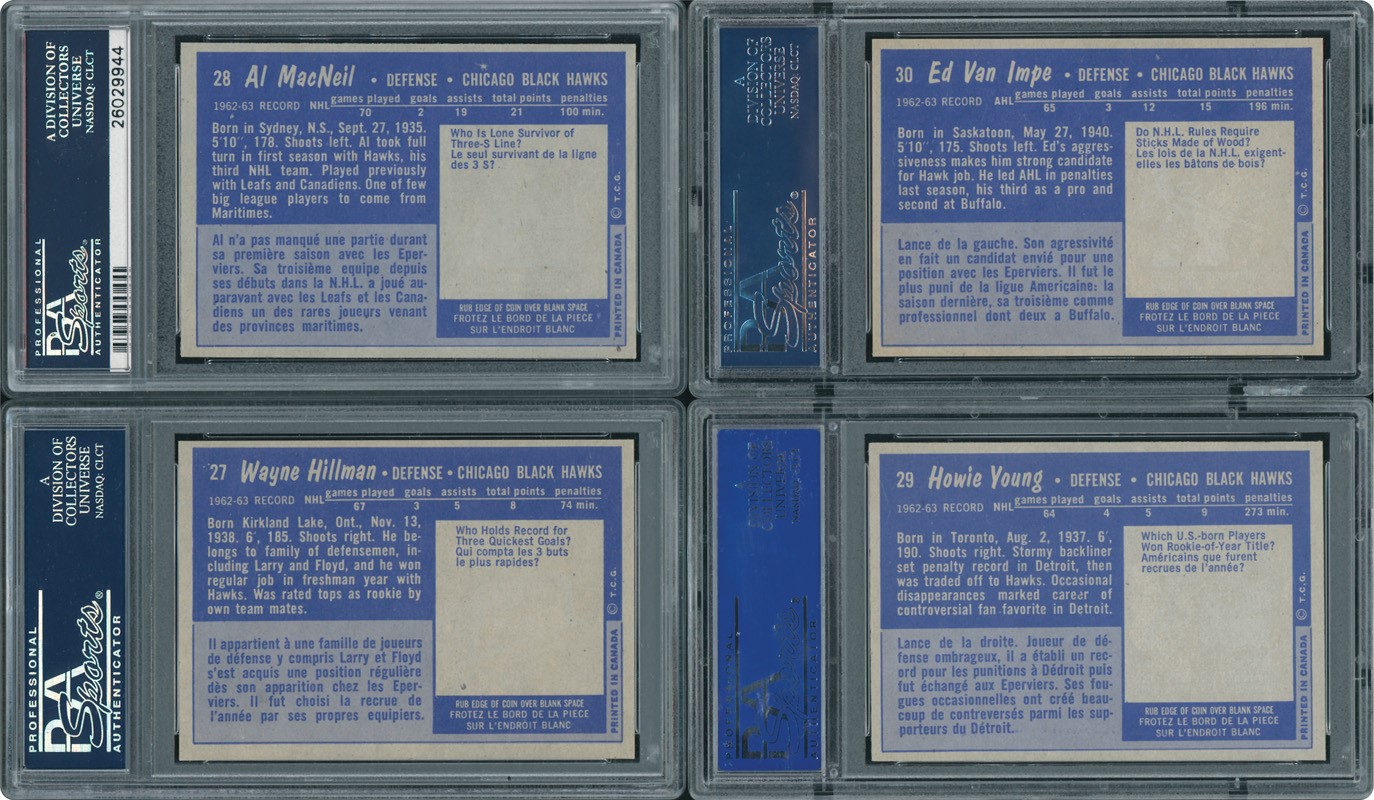 A DIVISION OF
COLLECTORS
UNIVERSE
NASDAQ: CLCT
26029944
PROFESSIONAL
PSA
Sports®
AUTHENTICATOR
28 Al MacNeil • DEFENSE • CHICAGO BLACK HAWKS
games played goals assists total points penalties
1962-63 RECORD NHL 70 2 19 21 100 min.
Born in Sydney, N.S., Sept. 27, 1935.
5'10", 178. Shoots left. Al took full
turn in first season with Hawks, his
third NHL team. Played previously
with Leafs and Canadiens. One of few
big league players to come from
Maritimes.
Al n'a pas manqué une partie durant
sa première saison avec les Eper-
viers. Sa troisième equipe depuis
ses débuts dans la N.H.L. a joué au-
paravant avec les Leafs et les Cana-
diens un des rares joueurs venant
des provinces maritimes.
Who Is Lone Survivor of
Three-S Line?
Le seul survivant de la ligne
des 3 S?
RUB EDGE OF COIN OVER BLANK SPACE
FROTEZ LE BORD DE LA PIECE
SUR L'ENDROIT BLANC
PRINTED IN CANADA © T.C.G.
A
DIVISION OF
COLLECTORS
UNIVERSE
NASDAQ: CLCT
PROFESSIONAL
PSA
Sports®
AUTHENTICATOR
30 Ed Van Impe • DEFENSE • CHICAGO BLACK HAWKS
games played goals assists total points penalties
1962-63 RECORD AHL 65 3 12 15 196 min.
Born in Saskatoon, May 27, 1940.
5'10", 175. Shoots left. Ed's aggres-
siveness makes him strong candidate
for Hawk job. He led AHL in penalties
last season, his third as a pro and
second at Buffalo.
Lance de la gauche. Son agressivité
en fait un candidat envié pour une
position avec les Eperviers. Il fut le
plus puni de la ligue Americaine: la
saison dernière, sa troisième comme
professionnel dont deux a Buffalo.
Do N.H.L. Rules Require
Sticks Made of Wood?
Les lois de la N.H.L. exigent-
elles les bâtons de bois?
RUB EDGE OF COIN OVER BLANK SPACE
FROTEZ LE BORD DE LA PIECE
SUR L'ENDROIT BLANC
PRINTED IN CANADA © T.C.G.
A
DIVISION OF
COLLECTORS
UNIVERSE
NASDAQ: CLCT
PROFESSIONAL
PSA
Sports®
AUTHENTICATOR
27 Wayne Hillman • DEFENSE • CHICAGO BLACK HAWKS
games played goals assists total points penalties
1962-63 RECORD NHL 67 3 5 8 74 min.
Born Kirkland Lake, Ont., Nov. 13,
1938. 6', 185. Shoots right. He be-
longs to family of defensemen, in-
cluding Larry and Floyd, and he won
regular job in freshman year with
Hawks. Was rated tops as rookie by
own team mates.
Il appartient à une famille de joueurs
de défense y compris Larry et Floyd
s'est acquis une position régulière
dès son apparition chez les Eper-
viers. Il fut choisi la recrue de
l'année par ses propres equipiers.
Who Holds Record for
Three Quickest Goals?
Qui compta les 3 buts
le plus rapides?
RUB EDGE OF COIN OVER BLANK SPACE
FROTEZ LE BORD DE LA PIECE
SUR L'ENDROIT BLANC
PRINTED IN CANADA © T.C.G.
PSA
29 Howie Young • DEFENSE • CHICAGO BLACK HAWKS
games played goals assists total points penalties
1962-63 RECORD NHL 64 4 5 9 273 min.
Born in Toronto, Aug. 2, 1937. 6',
190. Shoots right. Stormy backliner
set penalty record in Detroit, then
was traded off to Hawks. Occasional
disappearances marked career of
controversial fan favorite in Detroit.
Lance de la droite. Joueur de dé-
fense ombrageux, il a établi un rec-
ord pour les punitions à Dédroit puis
fut échangé aux Eperviers. Ses fou-
gues occasionnelles ont créé beau-
coup de controversés parmi les sup-
porteurs du Détroit.
Which U.S.-born Players
Won Rookie-of-Year Title?
Américains que furent
recrues de l'année?
RUB EDGE OF COIN OVER BLANK SPACE
FROTEZ LE BORD DE LA PIECE
SUR L'ENDROIT BLANC
PRINTED IN CANADA © T.C.G.